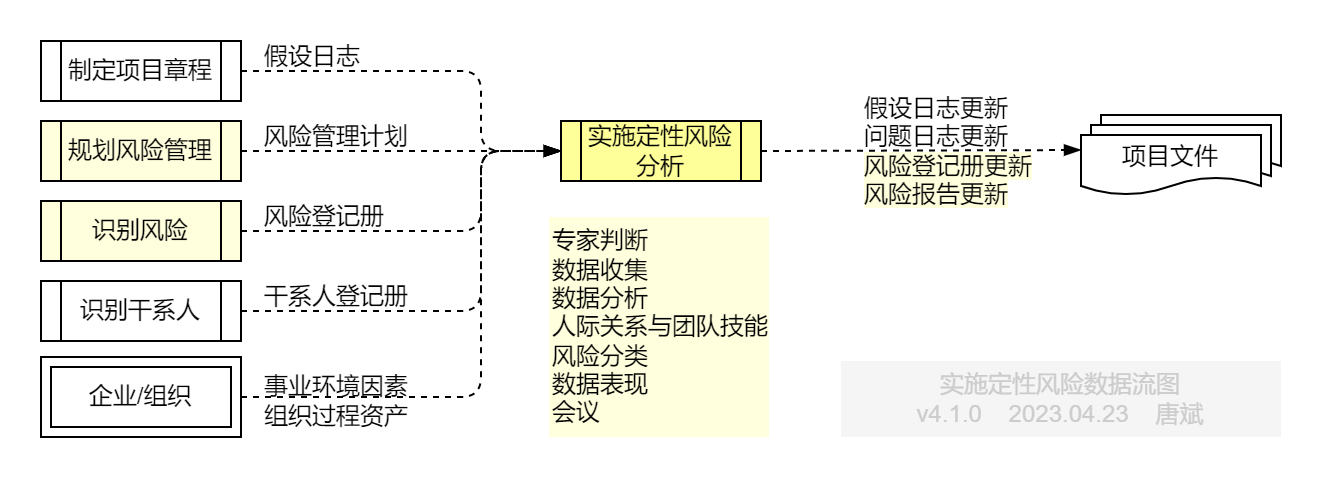 制定项目章程
假设日志
规划风险管理
风险管理计划
识别风险
风险登记册
识别干系人
干系人登记册
企业/组织
事业环境因素
组织过程资产
实施定性风险
分析
专家判断
数据收集
数据分析
人际关系与团队技能
风险分类
数据表现
会议
假设日志更新
问题日志更新
风险登记册更新
风险报告更新
项目文件
实施定性风险数据流图
v4.1.0 2023.04.23 唐斌